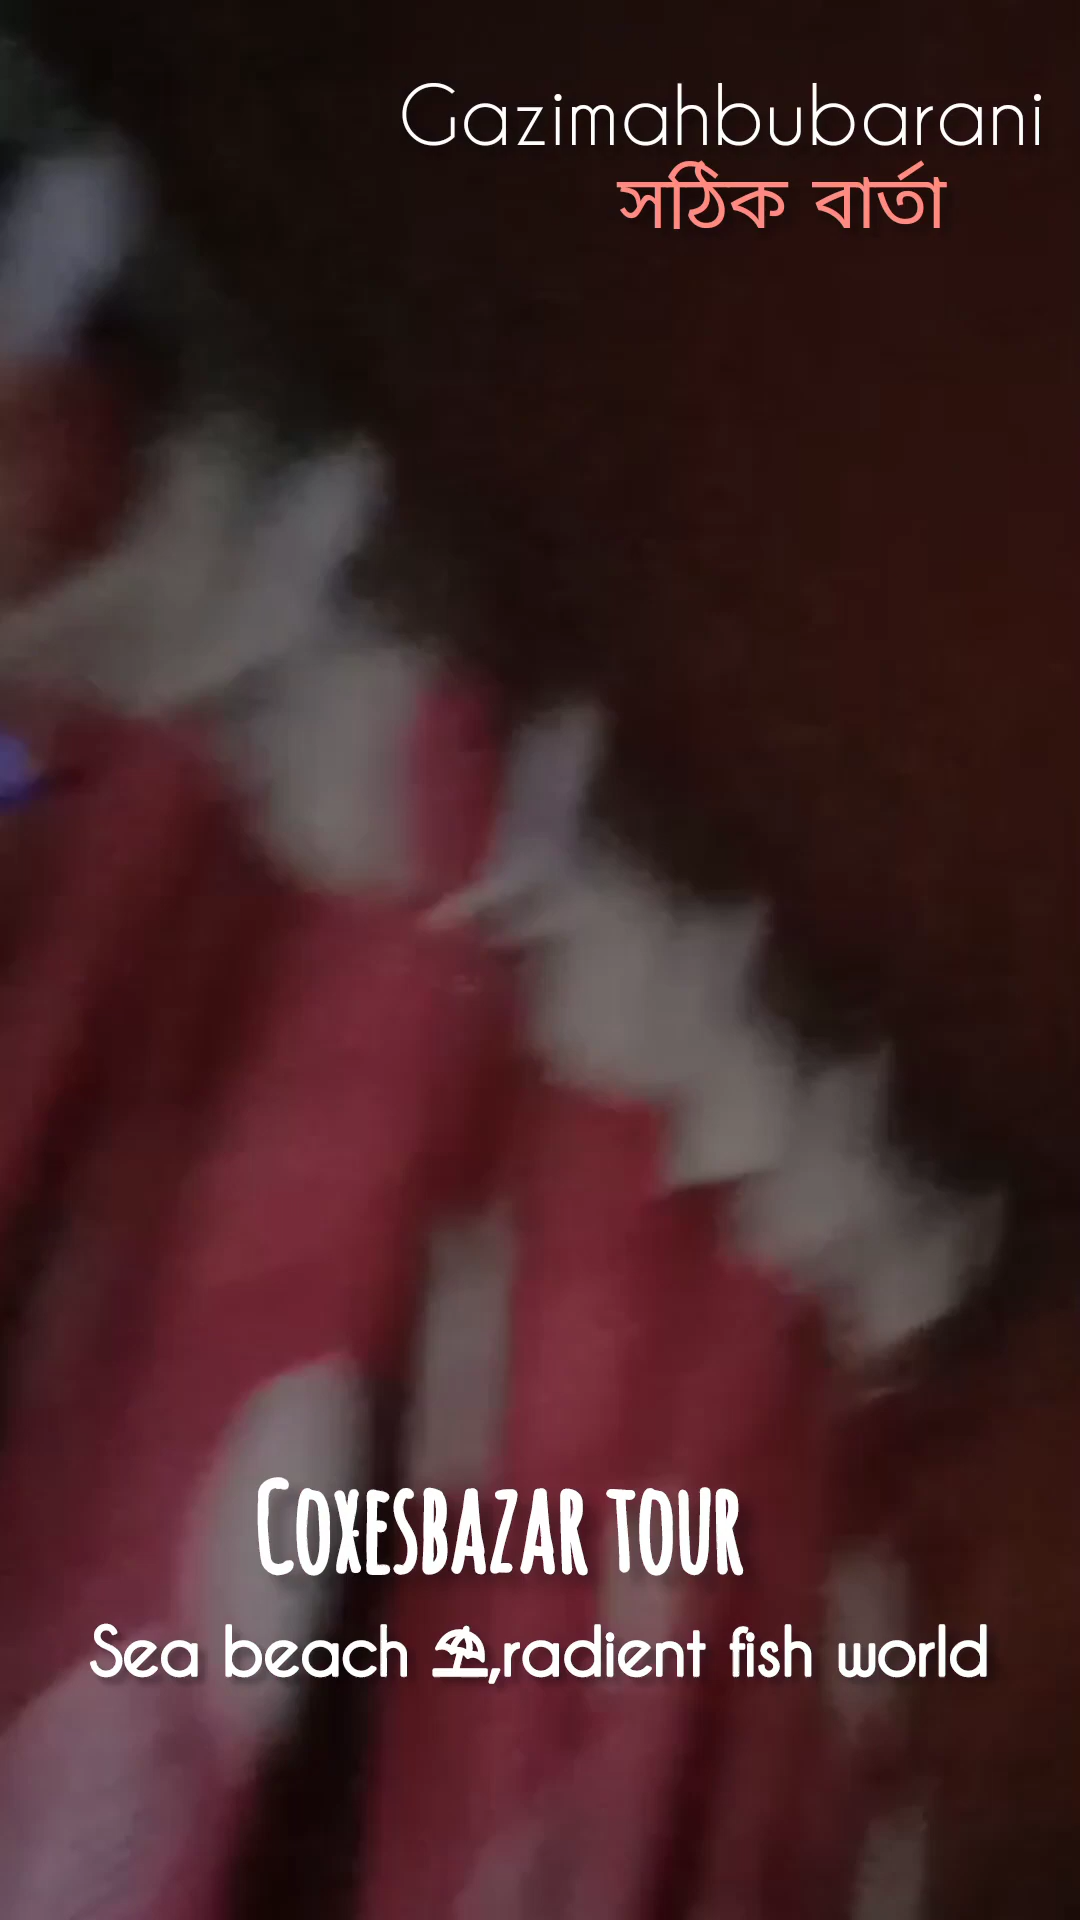 Gazimahbubarani
সঠিক বার্তা
Coxesbazar tour
Sea beach ⛱,radient fish world